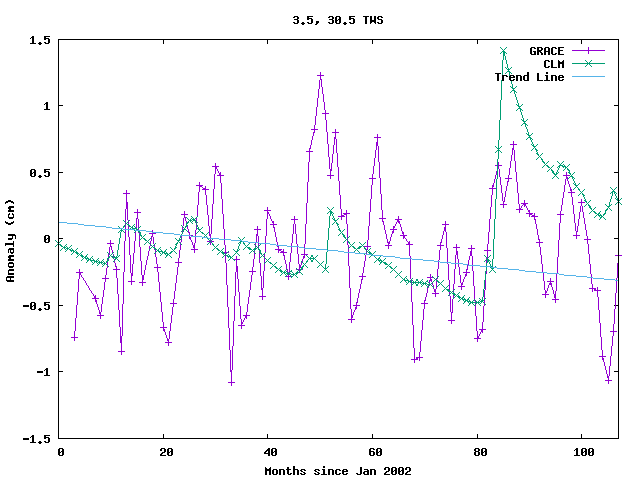 3.5, 30.5 TWS
GRACE
CLM
Trend Line
Anomaly (cm)
1.5
1
0.5
0
-0.5
-1
-1.5
0 20 40 60 80 100
Months since Jan 2002